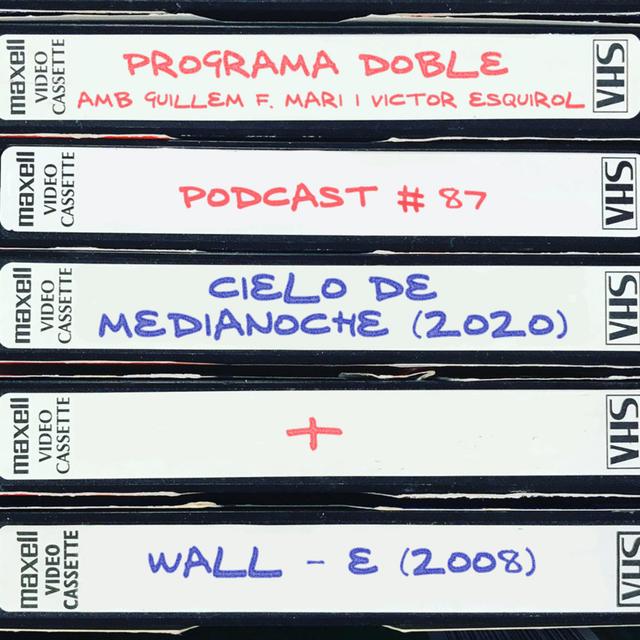 maxell
VIDEO
CASSETTE
PROGRAMA DOBLE
AMB GUILLEM F. MARI I VICTOR ESQUIROL
VHS
maxell
VIDEO
CASSETTE
PODCAST # 87
VHS
maxell
VIDEO
CASSETTE
CIELO DE
MEDIANOCHE (2020)
VHS
maxell
VIDEO
CASSETTE
+
VHS
maxell
VIDEO
CASSETTE
WALL - E (2008)
VHS